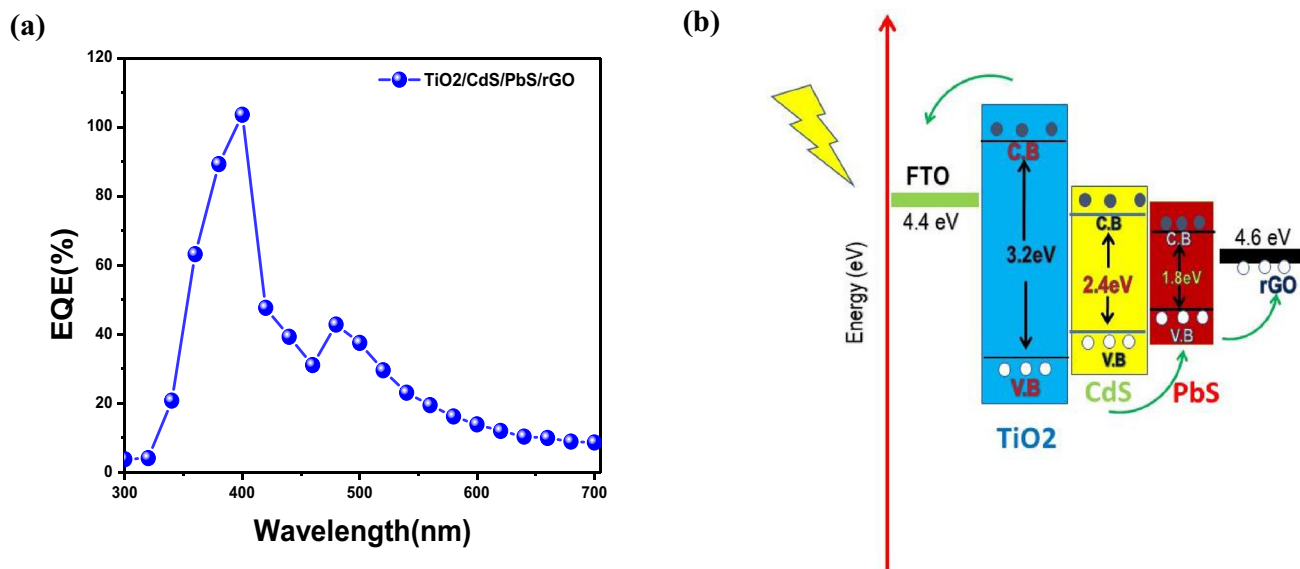 (a)
120
100
80
60
40
20
0
EQE(%)
TiO2/CdS/PbS/rGO
300
400
500
600
700
Wavelength(nm)
(b)
Energy (eV)
FTO
4.4 eV
C.B
3.2eV
V.B
TiO2
C.B
2.4eV
V.B
CdS
C.B
1.8eV
V.B
PbS
4.6 eV
rGO